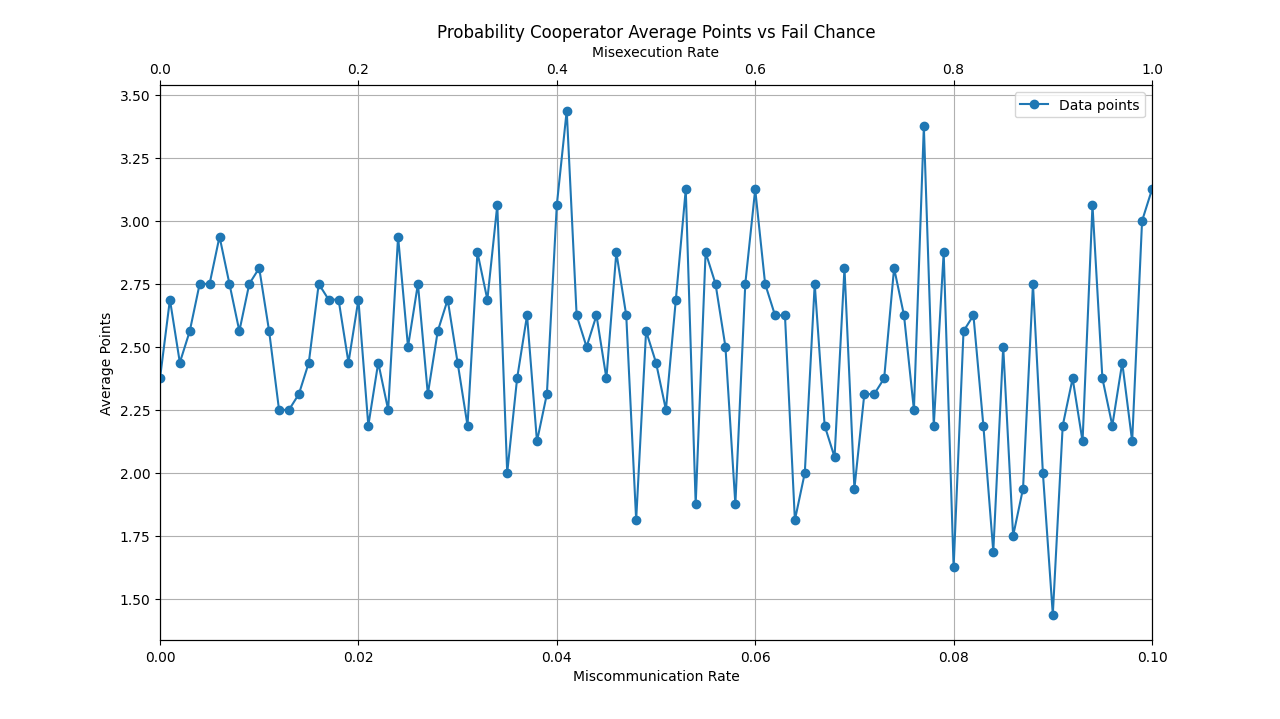 Probability Cooperator Average Points vs Fail Chance
Misexecution Rate
0.0 0.2 0.4 0.6 0.8 1.0
Data points
3.50
3.25
3.00
2.75
2.50
2.25
2.00
1.75
1.50
Average Points
0.00 0.02 0.04 0.06 0.08 0.10
Miscommunication Rate